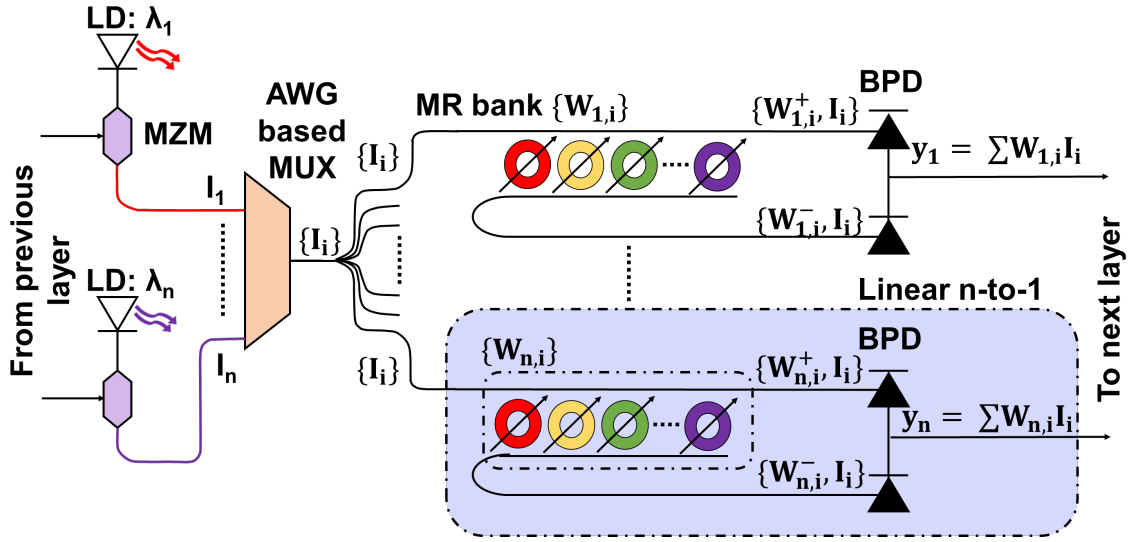 LD: λ₁
MZM
AWG
based
MUX
From previous
layer
I₁
Iₙ
{Iᵢ}
LD: λₙ
{Iᵢ}
{Iᵢ}
MR bank {W₁,ᵢ}
{W⁺₁,ᵢ, Iᵢ}
BPD
y₁ = ∑W₁,ᵢIᵢ
{W⁻₁,ᵢ, Iᵢ}
Linear n-to-1
BPD
{Wₙ,ᵢ}
{W⁺ₙ,ᵢ, Iᵢ}
yₙ = ∑Wₙ,ᵢIᵢ
{W⁻ₙ,ᵢ, Iᵢ}
To next layer